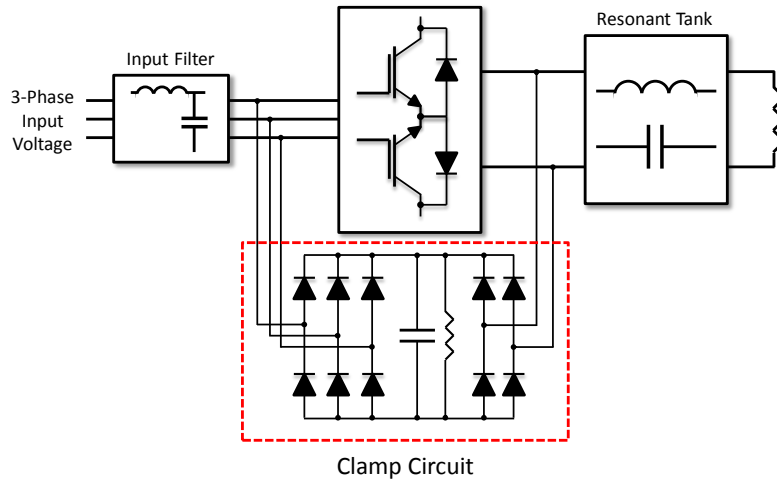 Resonant Tank
Input Filter
3-Phase
Input
Voltage
Clamp Circuit